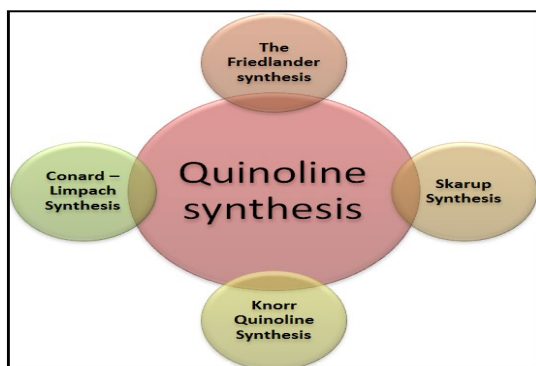 The
Friedlander
synthesis
Conard –
Limpach
Synthesis
Quinoline
synthesis
Skarup
Synthesis
Knorr
Quinoline
Synthesis